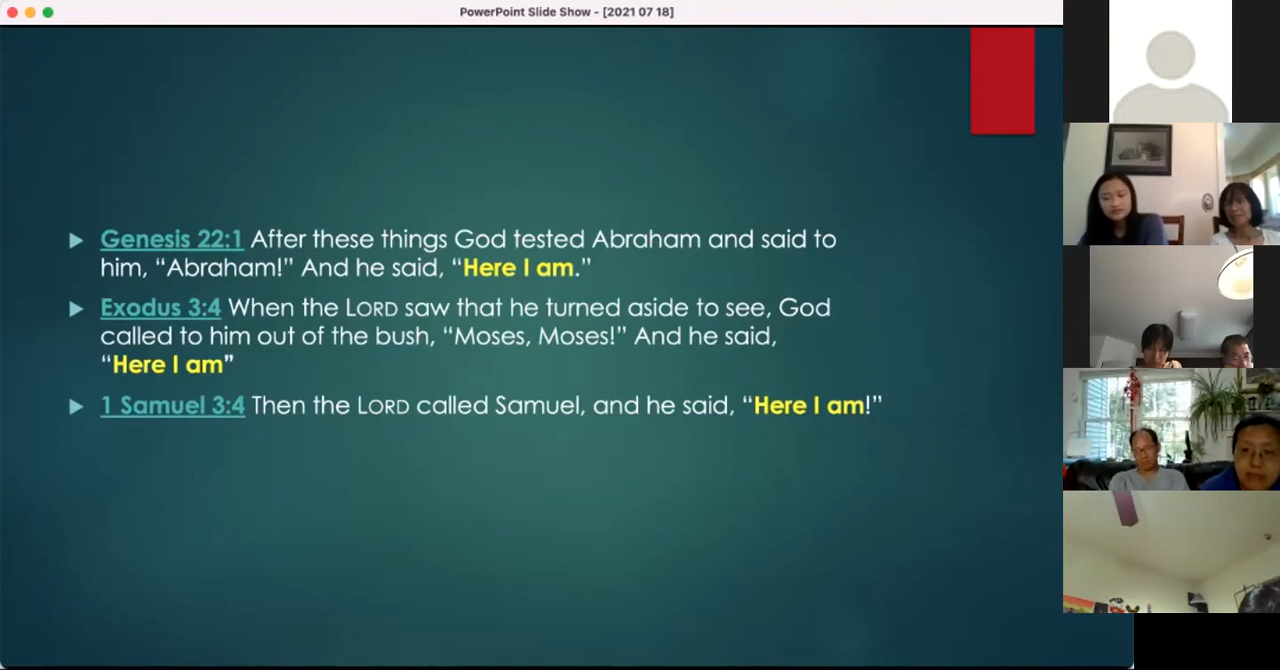 PowerPoint Slide Show - [2021 07 18]
Genesis 22:1 After these things God tested Abraham and said to
him, “Abraham!” And he said, “Here I am.”
Exodus 3:4 When the LORD saw that he turned aside to see, God
called to him out of the bush, “Moses, Moses!” And he said,
“Here I am”
1 Samuel 3:4 Then the LORD called Samuel, and he said, “Here I am!”